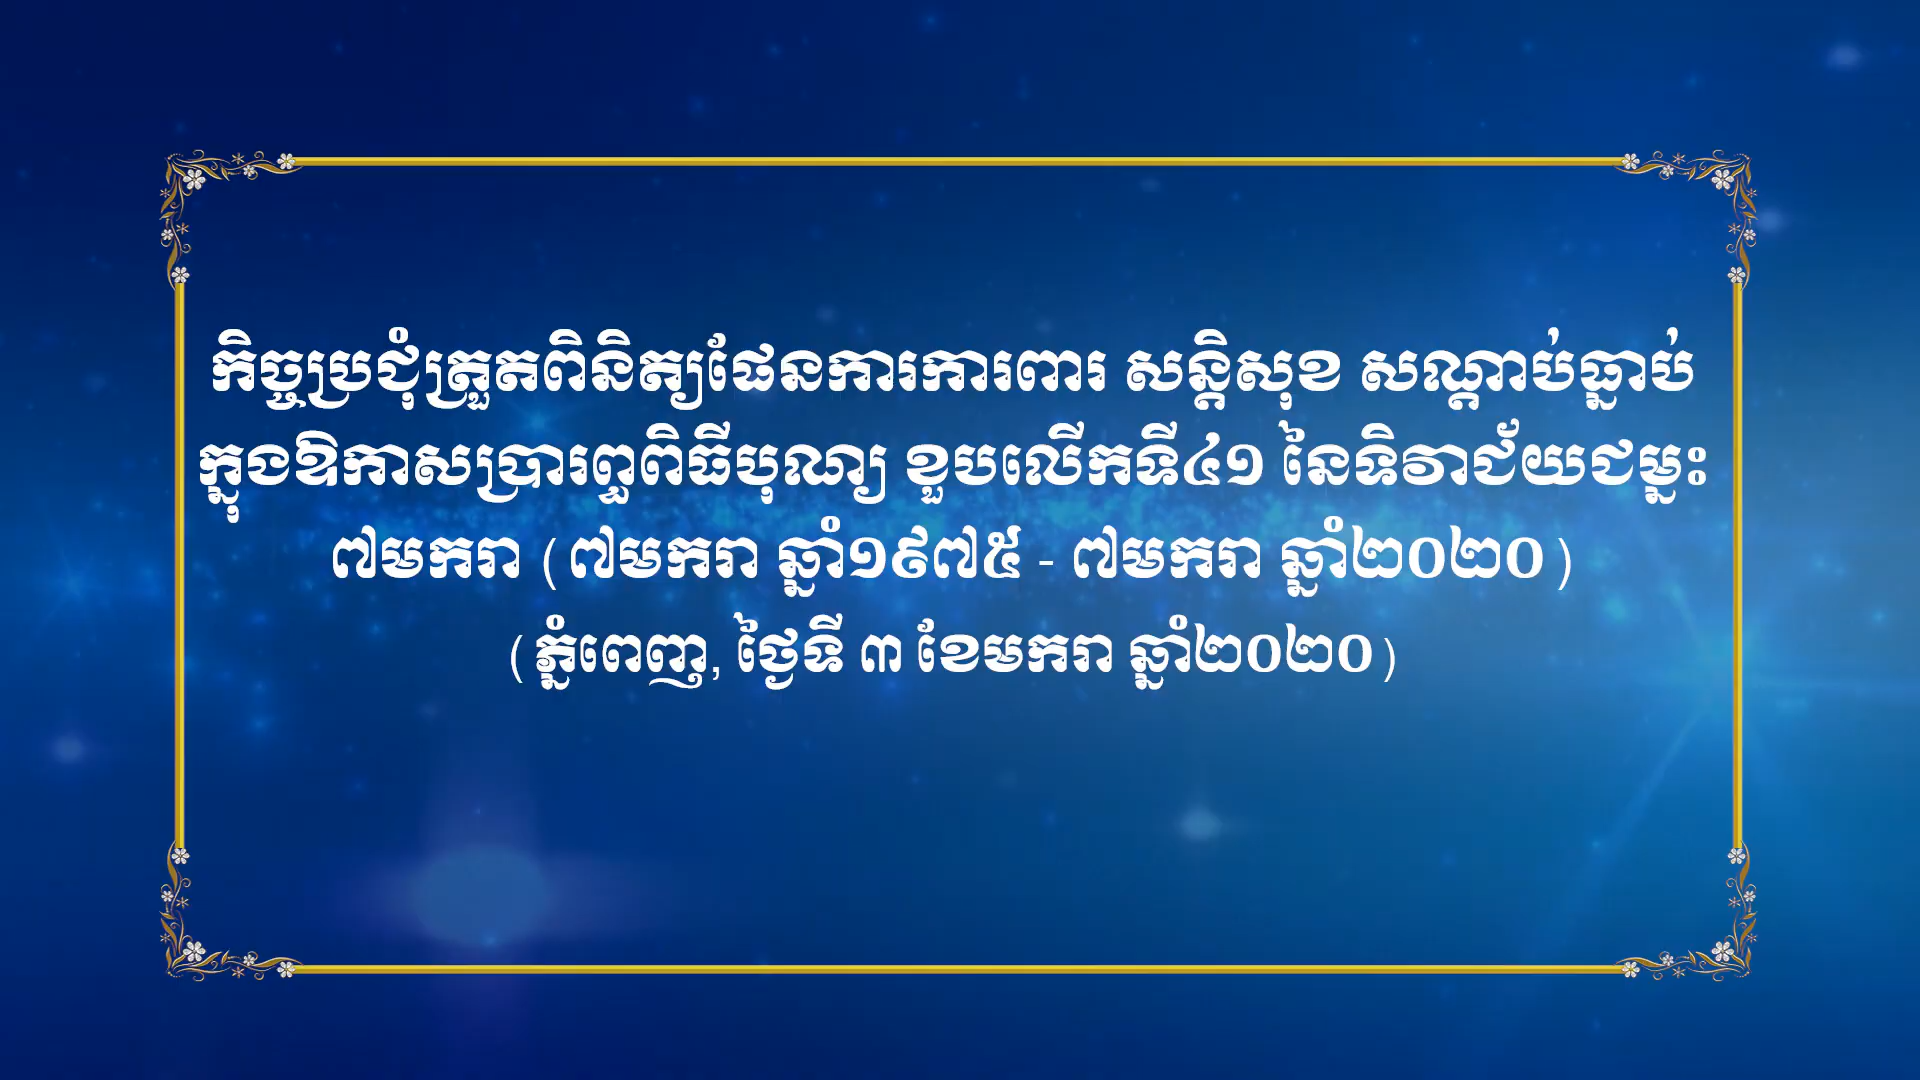 កិច្ចប្រជុំត្រួតពិនិត្យផែនការការពារ សន្តិសុខ សណ្តាប់ធ្នាប់
ក្នុងឱកាសប្រារព្ធពិធីបុណ្យ ខួបលើកទី៤១ នៃទិវាជ័យជម្នះ
៧មករា (៧មករា ឆ្នាំ១៩៧៥ - ៧មករា ឆ្នាំ២០២០)
(ភ្នំពេញ, ថ្ងៃទី ៣ ខែមករា ឆ្នាំ២០២០)